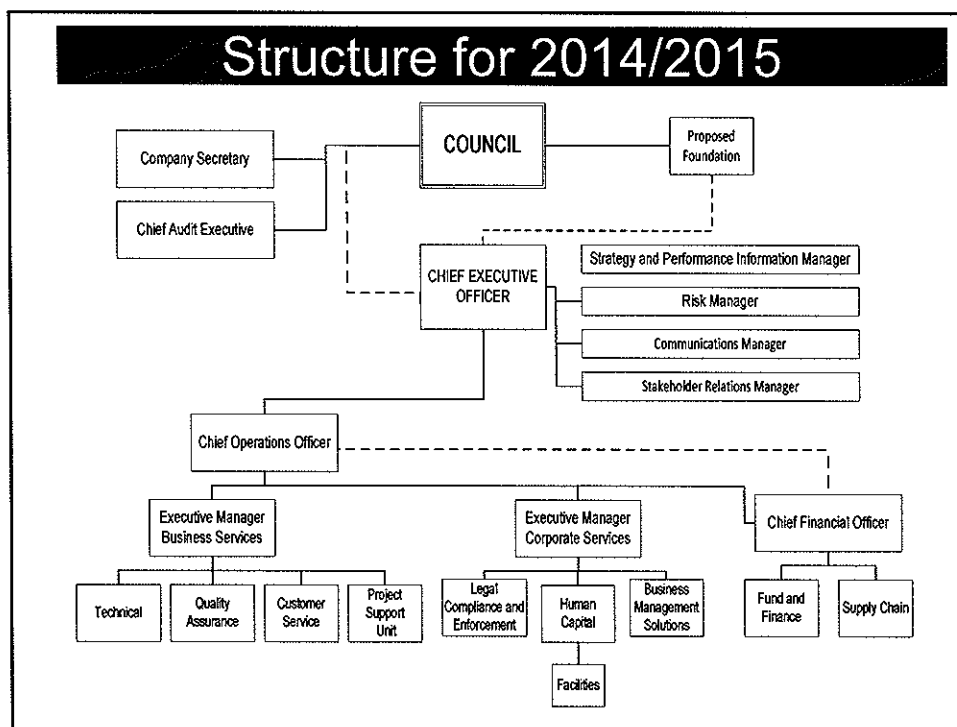 Structure for 2014/2015
COUNCIL
Proposed
Foundation
Company Secretary
Chief Audit Executive
CHIEF EXECUTIVE
OFFICER
Strategy and Performance Information Manager
Risk Manager
Communications Manager
Stakeholder Relations Manager
Chief Operations Officer
Executive Manager
Business Services
Executive Manager
Corporate Services
Chief Financial Officer
Technical
Quality
Assurance
Customer
Service
Project
Support
Unit
Legal
Compliance and
Enforcement
Human
Capital
Business
Management
Solutions
Fund and
Finance
Supply Chain
Facilities